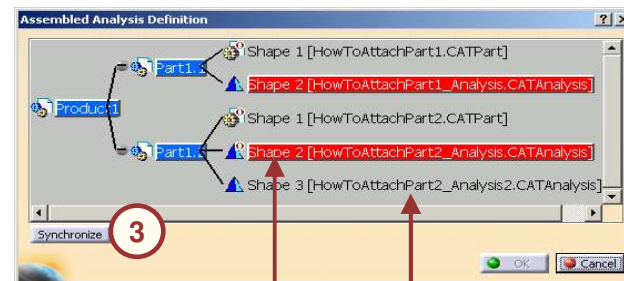 Assembled Analysis Definition
Shape 1 [HowToAttachPart1.CATPart]
Part1.1
Shape 2 [HowToAttachPart1_Analysis.CATAnalysis]
Product1
Shape 1 [HowToAttachPart2.CATPart]
Shape 2 [HowToAttachPart2_Analysis.CATAnalysis]
Shape 3 [HowToAttachPart2_Analysis2.CATAnalysis]
Synchronize
3
OK
Cancel